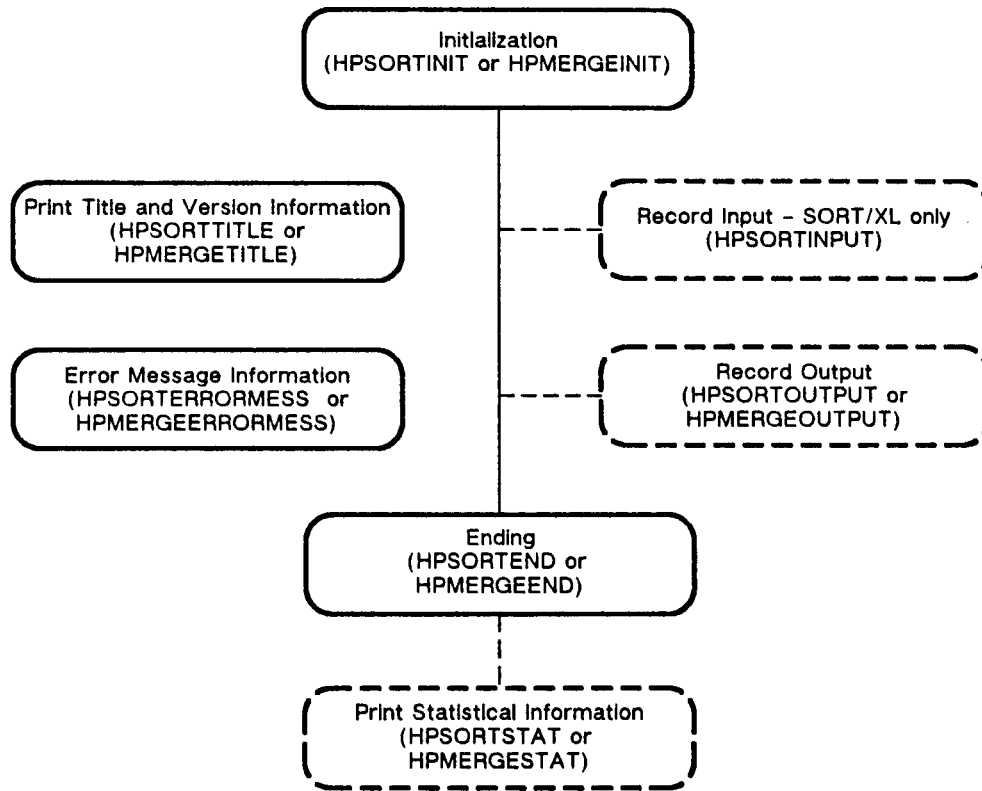 Initialization
(HPSORTINIT or HPMERGEINIT)
Print Title and Version Information
(HPSORTTITLE or
HPMERGETITLE)
Record Input – SORT/XL only
(HPSORTINPUT)
Error Message Information
(HPSORTERRORMESS or
HPMERGEERRORMESS)
Record Output
(HPSORTOUTPUT or
HPMERGEOUTPUT)
Ending
(HPSORTEND or
HPMERGEEND)
Print Statistical Information
(HPSORTSTAT or
HPMERGESTAT)